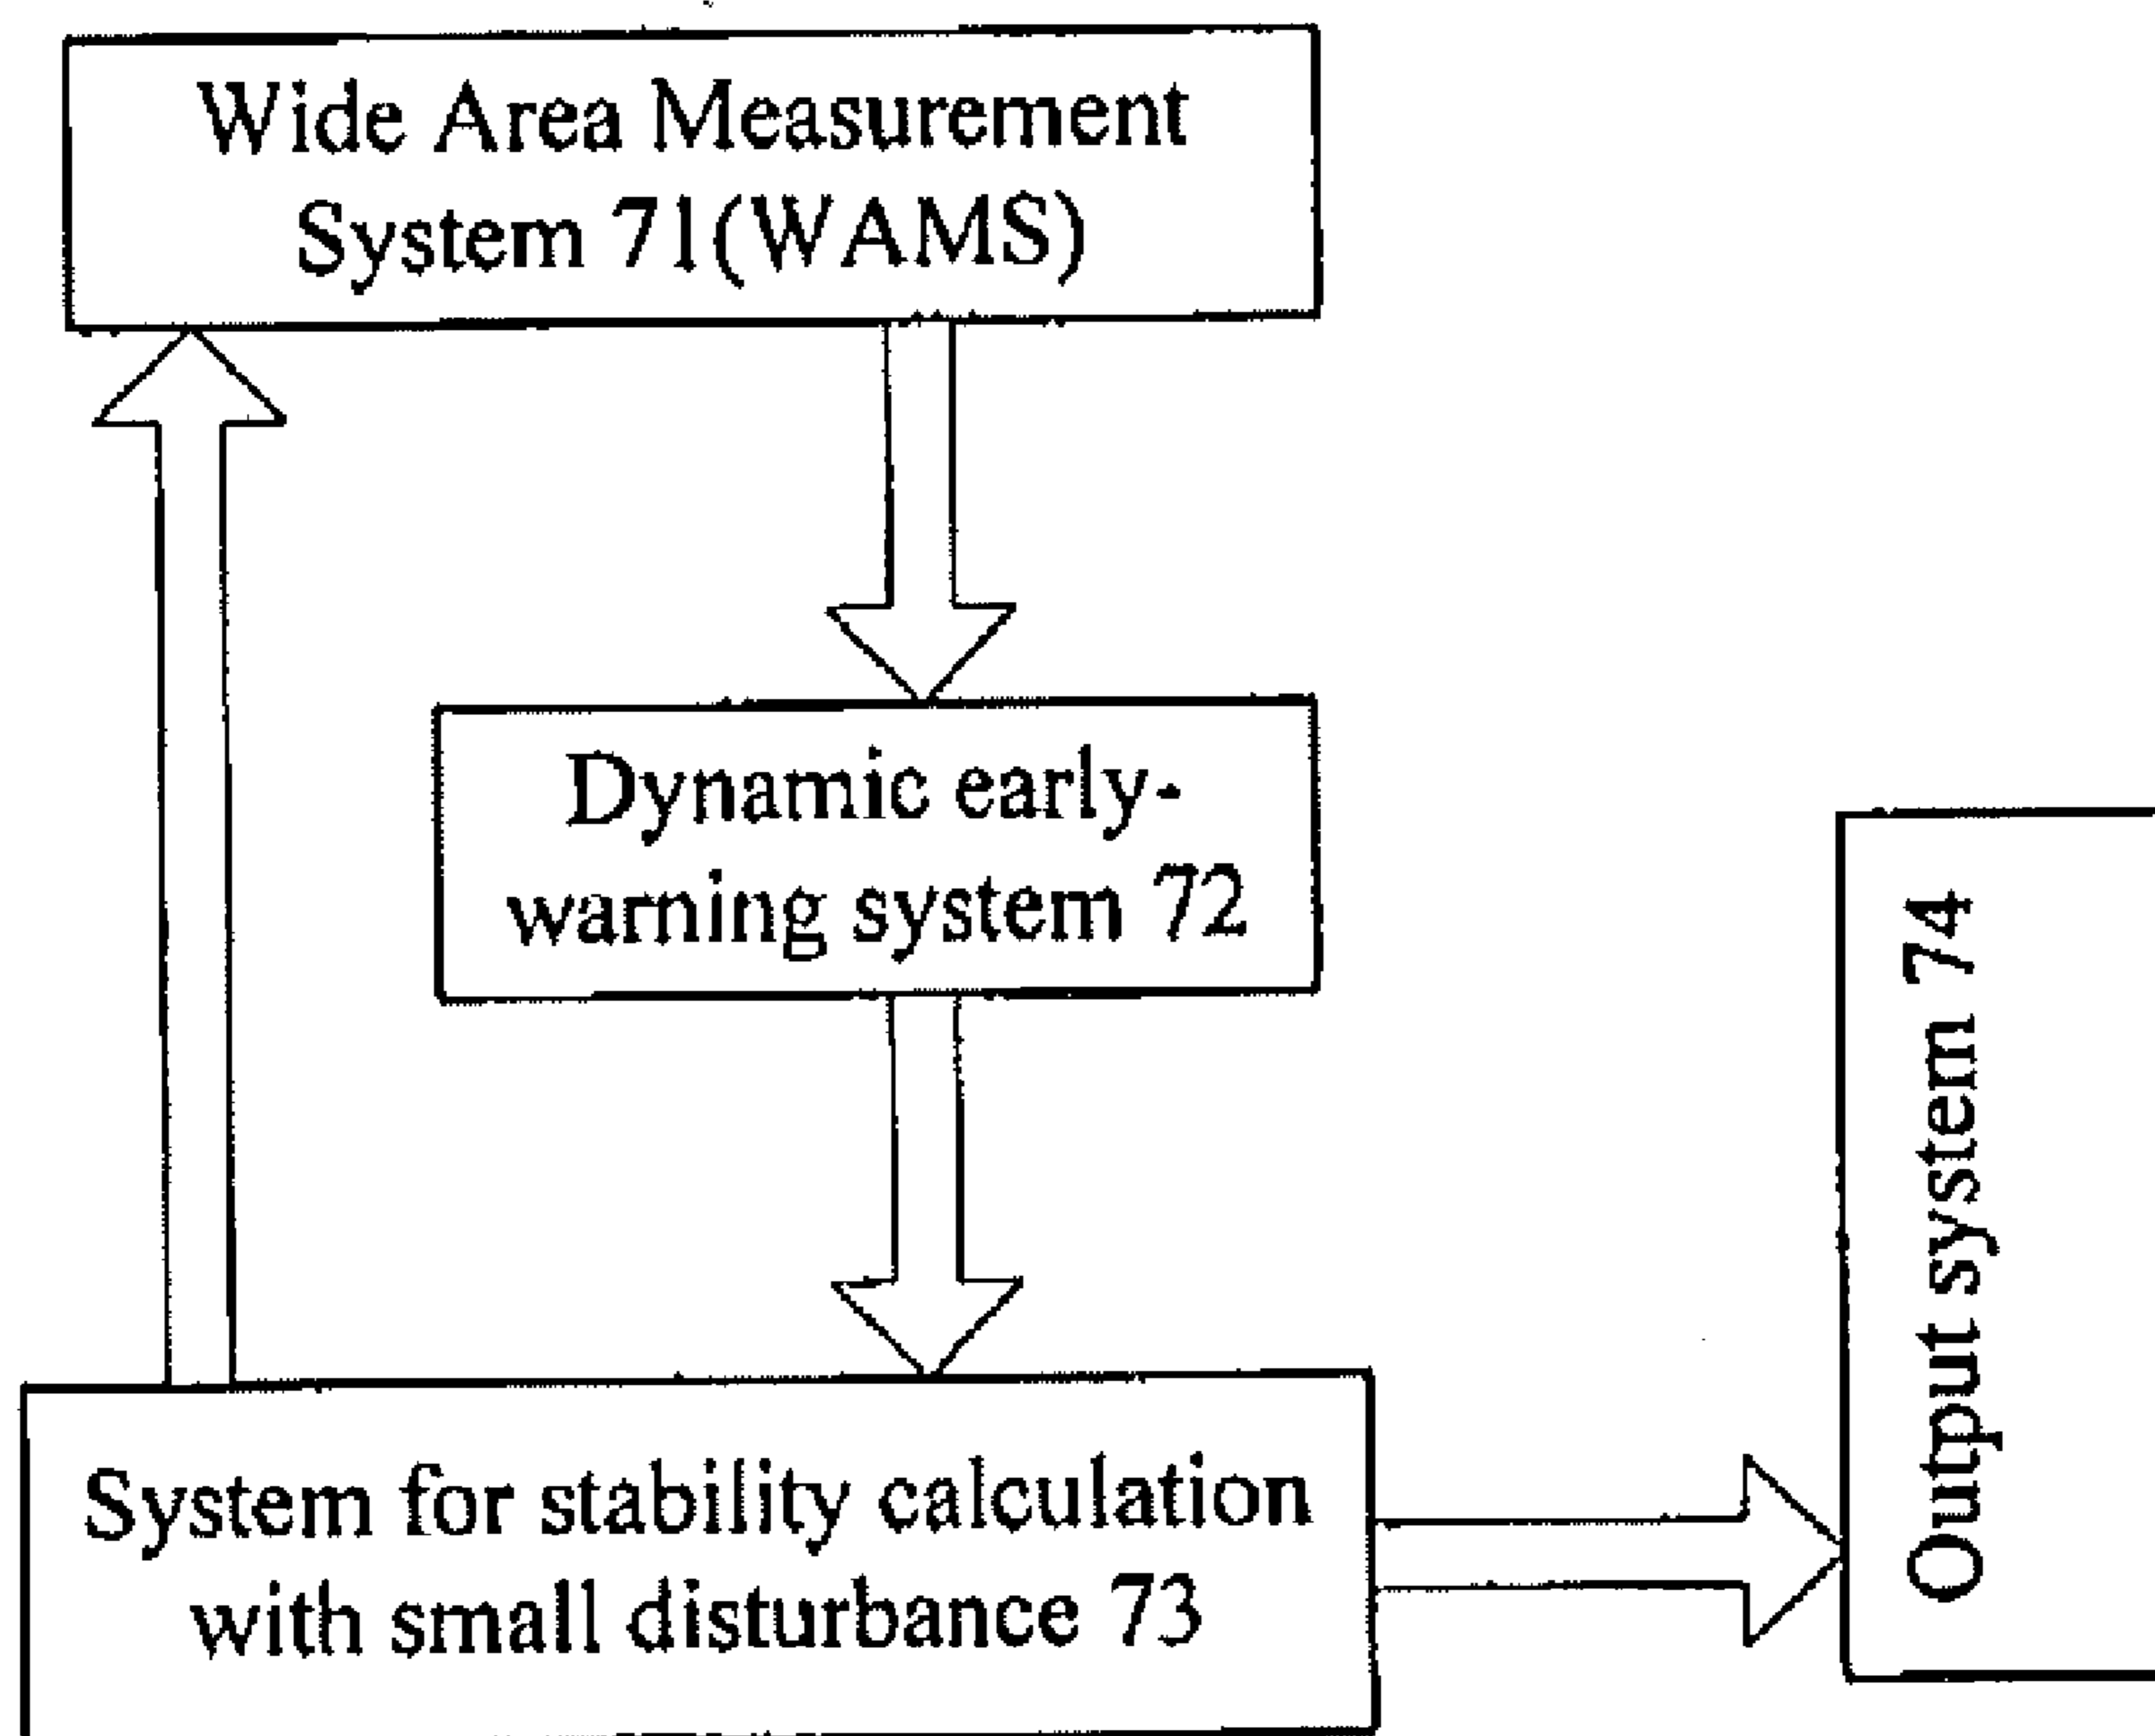 Wide Area Measurement
System 71(WAMS)
Dynamic early-
warning system 72
System for stability calculation
with small disturbance 73
Output system 74